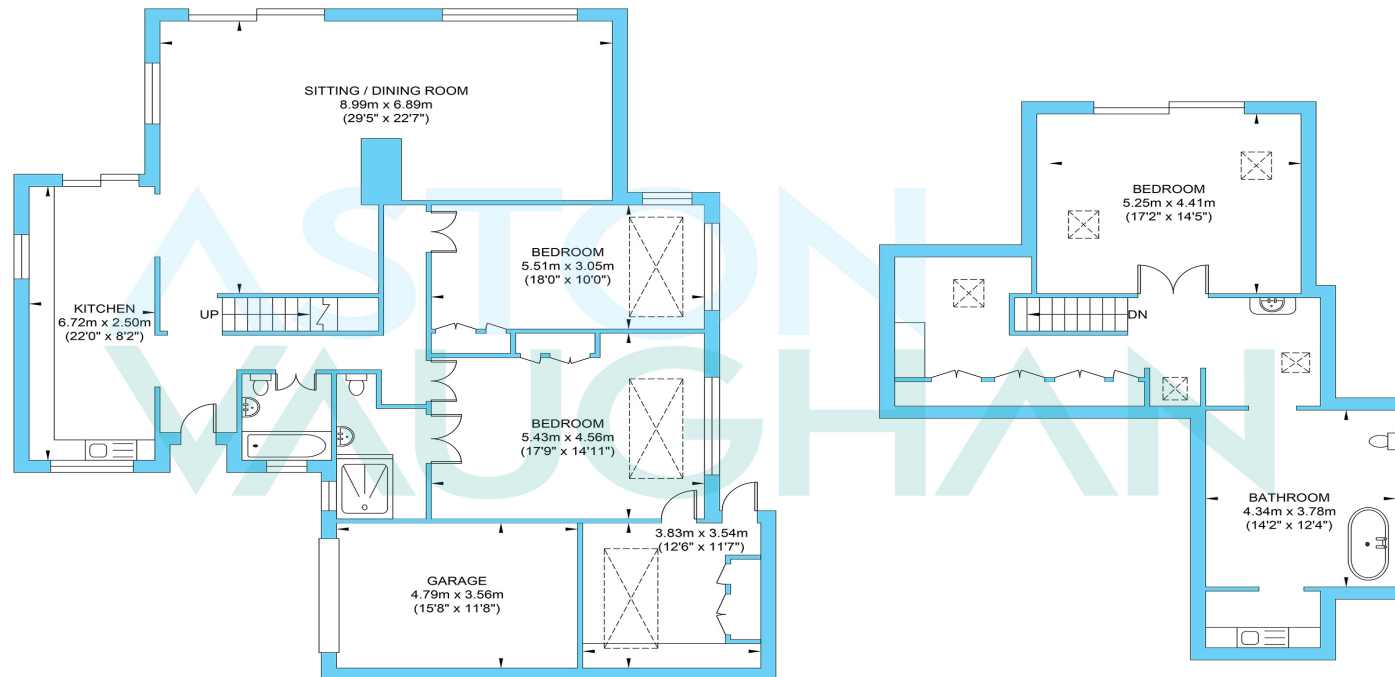 SITTING / DINING ROOM
8.99m x 6.89m
(29'5" x 22'7")
KITCHEN
6.72m x 2.50m
(22'0" x 8'2")
UP
BEDROOM
5.51m x 3.05m
(18'0" x 10'0")
BEDROOM
5.43m x 4.56m
(17'9" x 14'11")
3.83m x 3.54m
(12'6" x 11'7")
GARAGE
4.79m x 3.56m
(15'8" x 11'8")
BEDROOM
5.25m x 4.41m
(17'2" x 14'5")
DN
BATHROOM
4.34m x 3.78m
(14'2" x 12'4")
ASTON
VAUGHAN